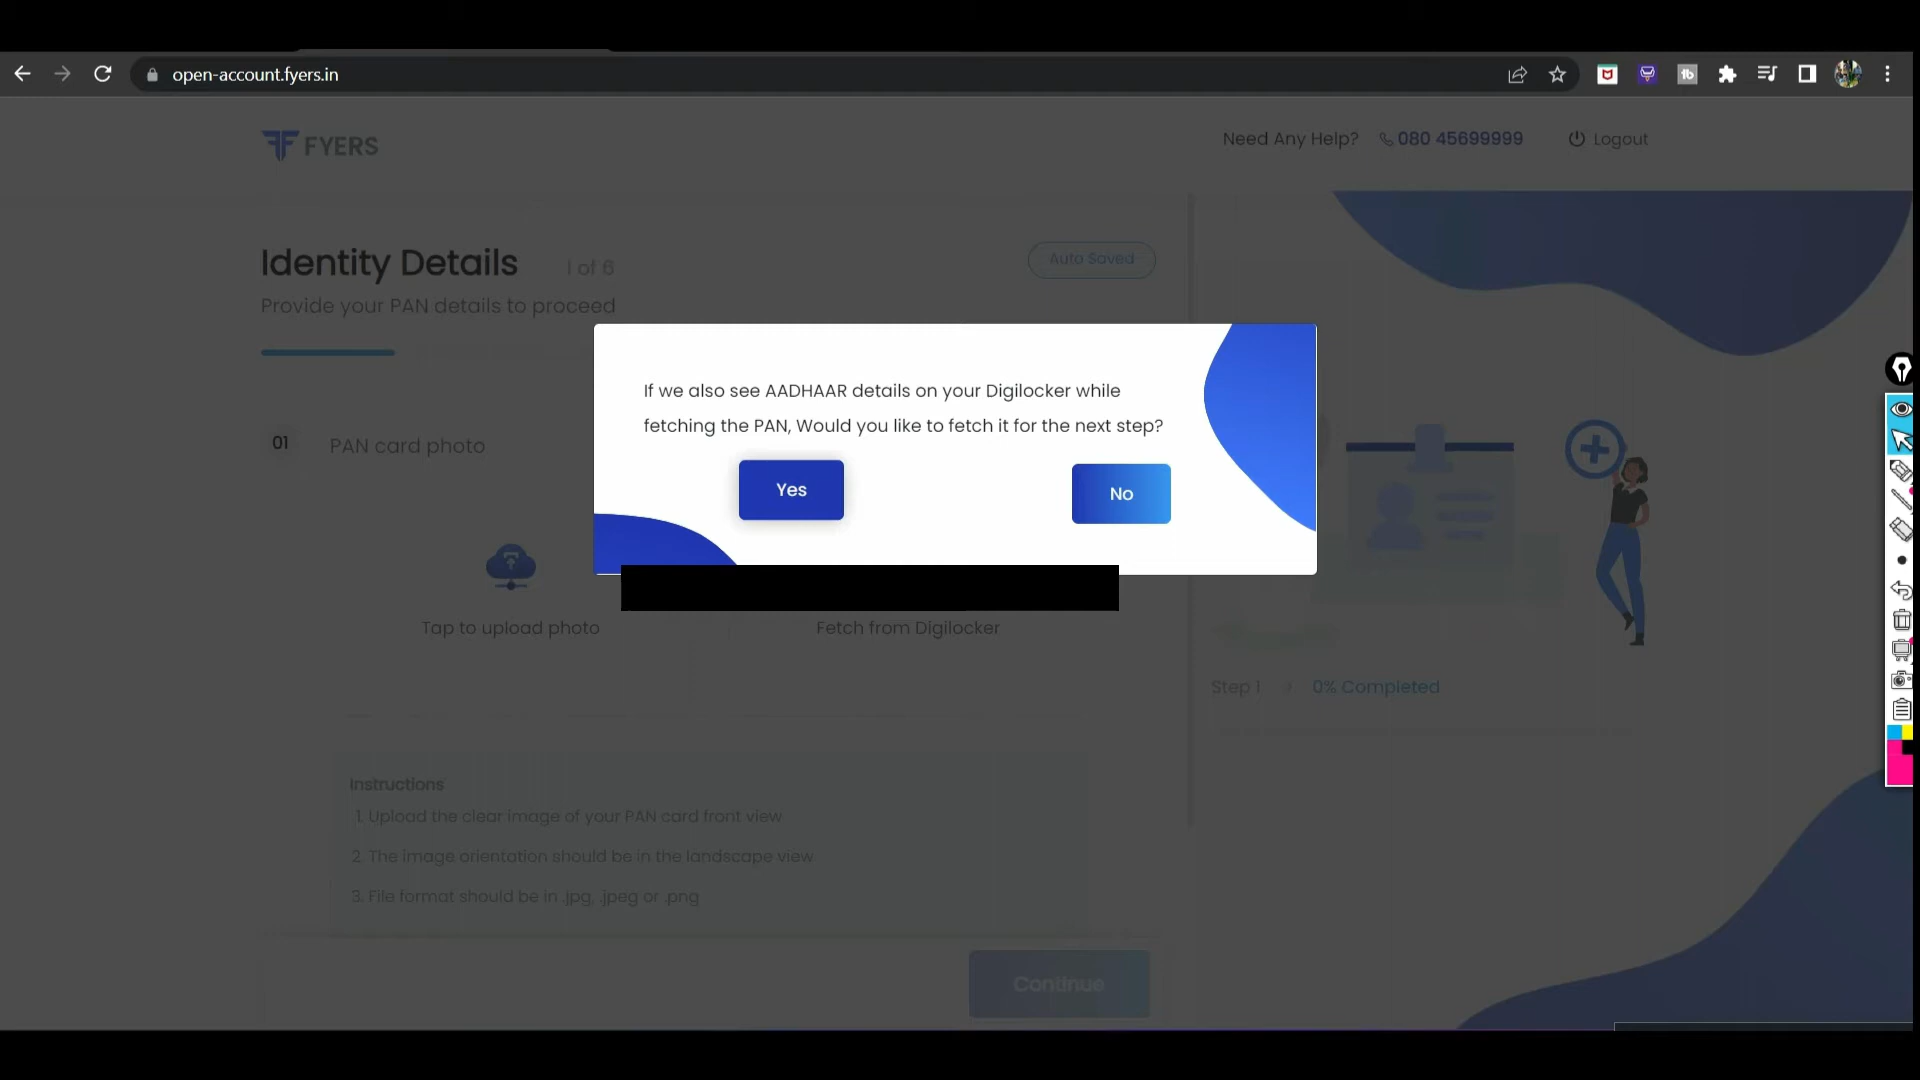 open-account.fyers.in
FYERS
Need Any Help? 080 45699999 Logout
Identity Details 1 of 6
Auto Saved
Provide your PAN details to proceed
If we also see AADHAAR details on your Digilocker while
fetching the PAN, Would you like to fetch it for the next step?
Yes
No
01 PAN card photo
Tap to upload photo
Fetch from Digilocker
Step 1
0% Completed
Instructions
1. Upload the clear image of your PAN card front view
2. The image orientation should be in the landscape view
3. File format should be in .jpg, .jpeg or .png
Continue